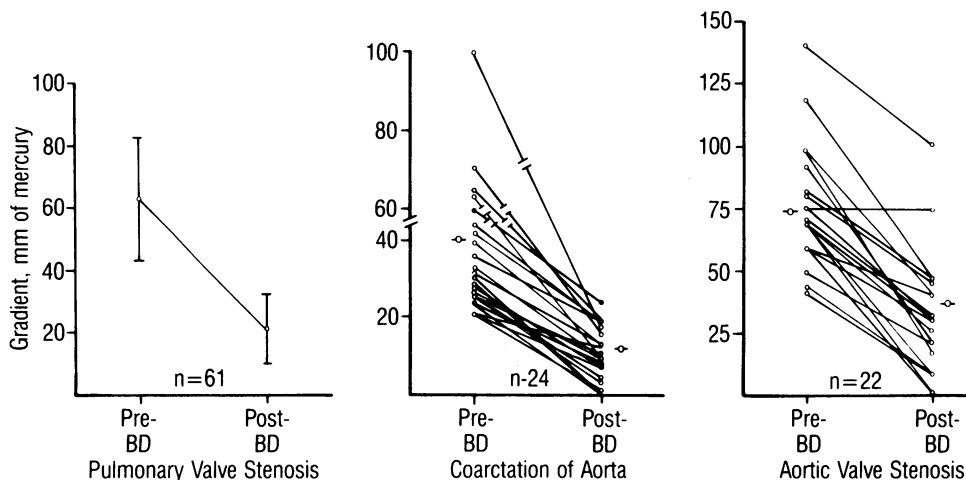 Gradient, mm of mercury
100
80
60
40
20
n=61
Pre-
BD
Post-
BD
Pulmonary Valve Stenosis
100
80
60
40
20
n-24
Pre-
BD
Post-
BD
Coarctation of Aorta
150
125
100
75
50
25
n=22
Pre-
BD
Post-
BD
Aortic Valve Stenosis